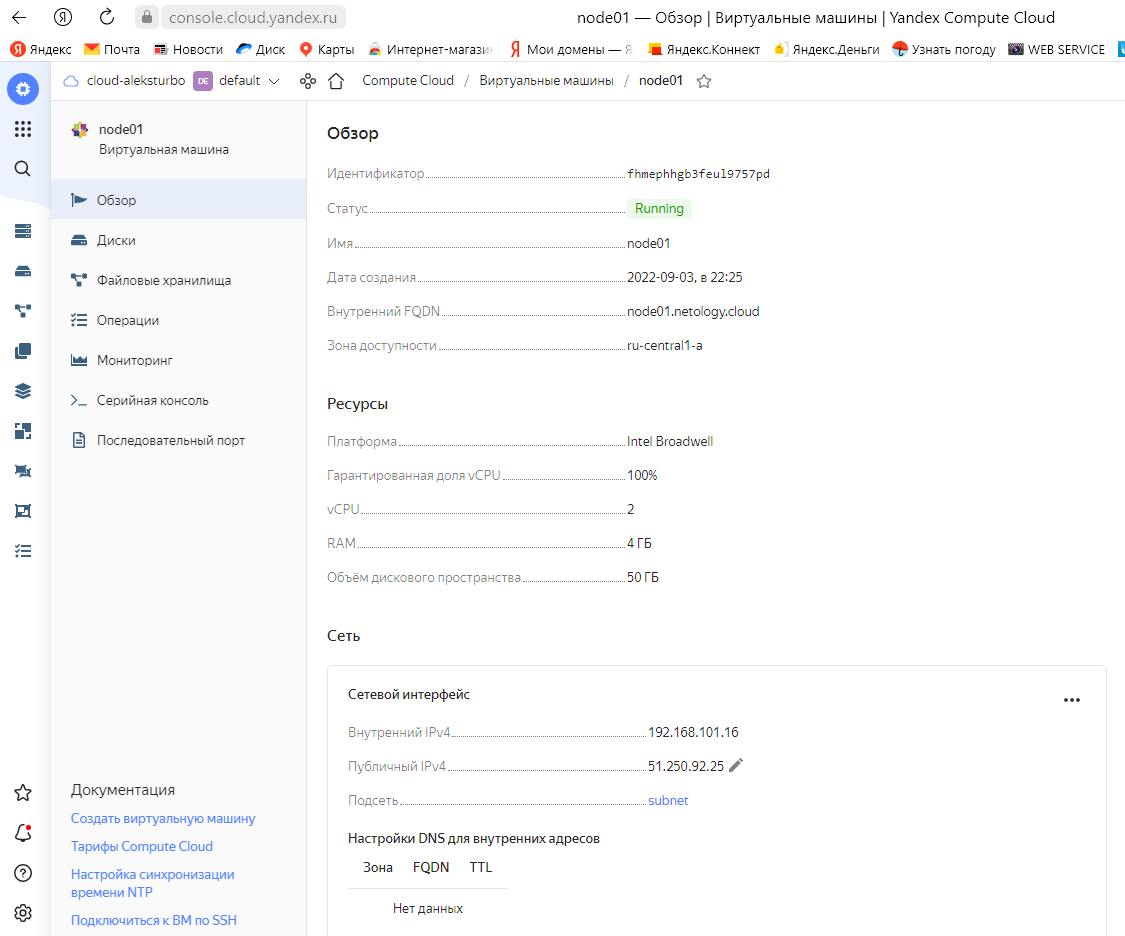 console.cloud.yandex.ru
node01 — Обзор | Виртуальные машины | Yandex Compute Cloud
Яндекс Почта Новости Диск Карты Интернет-магази Мои домены — Я Яндекс.Коннект Яндекс.Деньги Узнать погоду WEB SERVICE
cloud-aleksturbo DE default Compute Cloud / Виртуальные машины / node01
node01
Виртуальная машина
Обзор
Диски
Файловые хранилища
Операции
Мониторинг
Серийная консоль
Последовательный порт
Документация
Создать виртуальную машину
Тарифы Compute Cloud
Настройка синхронизации
времени NTP
Подключиться к ВМ по SSH
Обзор
Идентификатор fhmephhgb3feul9757pd
Статус Running
Имя node01
Дата создания 2022-09-03, в 22:25
Внутренний FQDN node01.netology.cloud
Зона доступности ru-central1-a
Ресурсы
Платформа Intel Broadwell
Гарантированная доля vCPU 100%
vCPU 2
RAM 4 ГБ
Объём дискового пространства 50 ГБ
Сеть
Сетевой интерфейс
Внутренний IPv4 192.168.101.16
Публичный IPv4 51.250.92.25
Подсеть subnet
Настройки DNS для внутренних адресов
Зона FQDN TTL
Нет данных